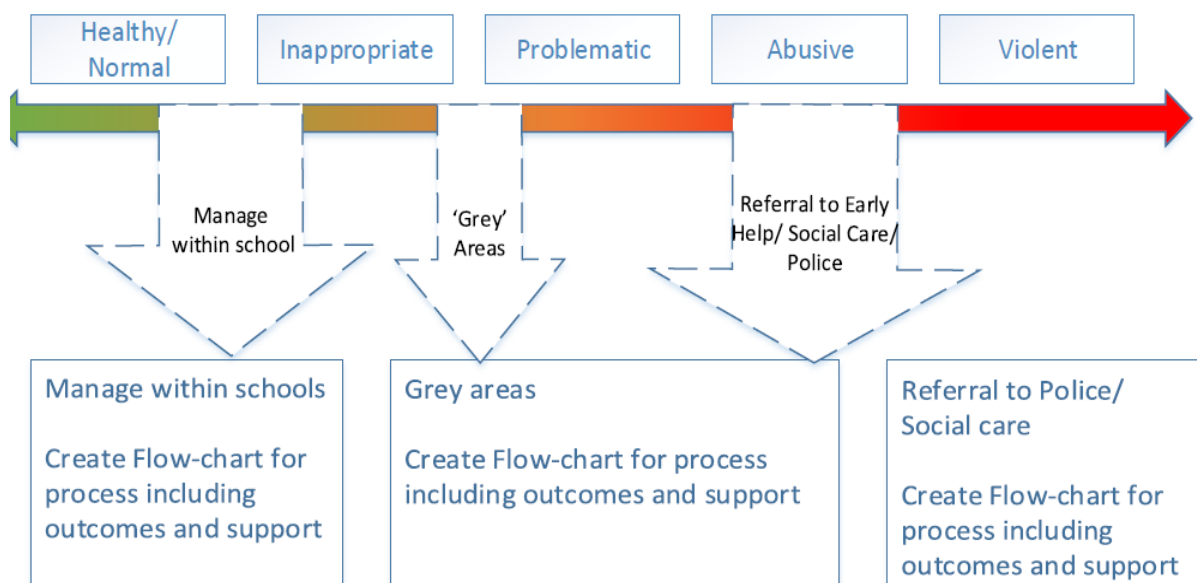 Healthy/
Normal
Inappropriate
Problematic
Abusive
Violent
Manage
within school
‘Grey’
Areas
Referral to Early
Help/ Social Care/
Police
Manage within schools
Create Flow-chart for
process including
outcomes and support
Grey areas
Create Flow-chart for process
including outcomes and support
Referral to Police/
Social care
Create Flow-chart for
process including
outcomes and support